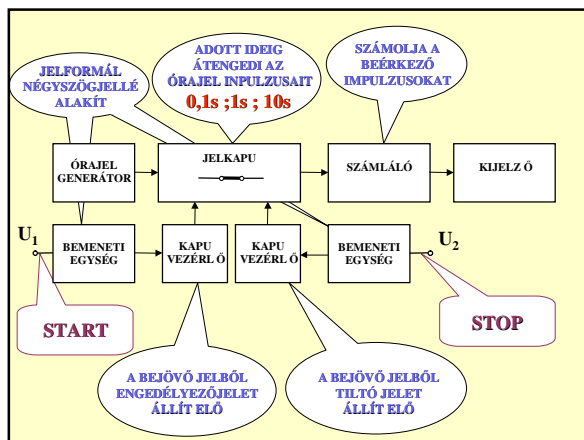 JELFORMÁL
NÉGYSZÖGJELLÉ
ALAKÍT
ADOTT IDEIG
ÁTENGEDI AZ
ÓRAJEL INPULZUSAIT
0,1s ;1s ; 10s
SZÁMOLJA A
BEÉRKEZŐ
IMPULZUSOKAT
ÓRAJEL
GENERÁTOR
JELKAPU
SZÁMLÁLÓ
KIJELZ Ő
U1
BEMENETI
EGYSÉG
KAPU
VEZÉRL Ő
KAPU
VEZÉRL Ő
BEMENETI
EGYSÉG
U2
START
STOP
A BEJÖVŐ JELBŐL
ENGEDÉLYEZŐJELET
ÁLLÍT ELŐ
A BEJÖVŐ JELBŐL
TILTÓ JELET
ÁLLÍT ELŐ